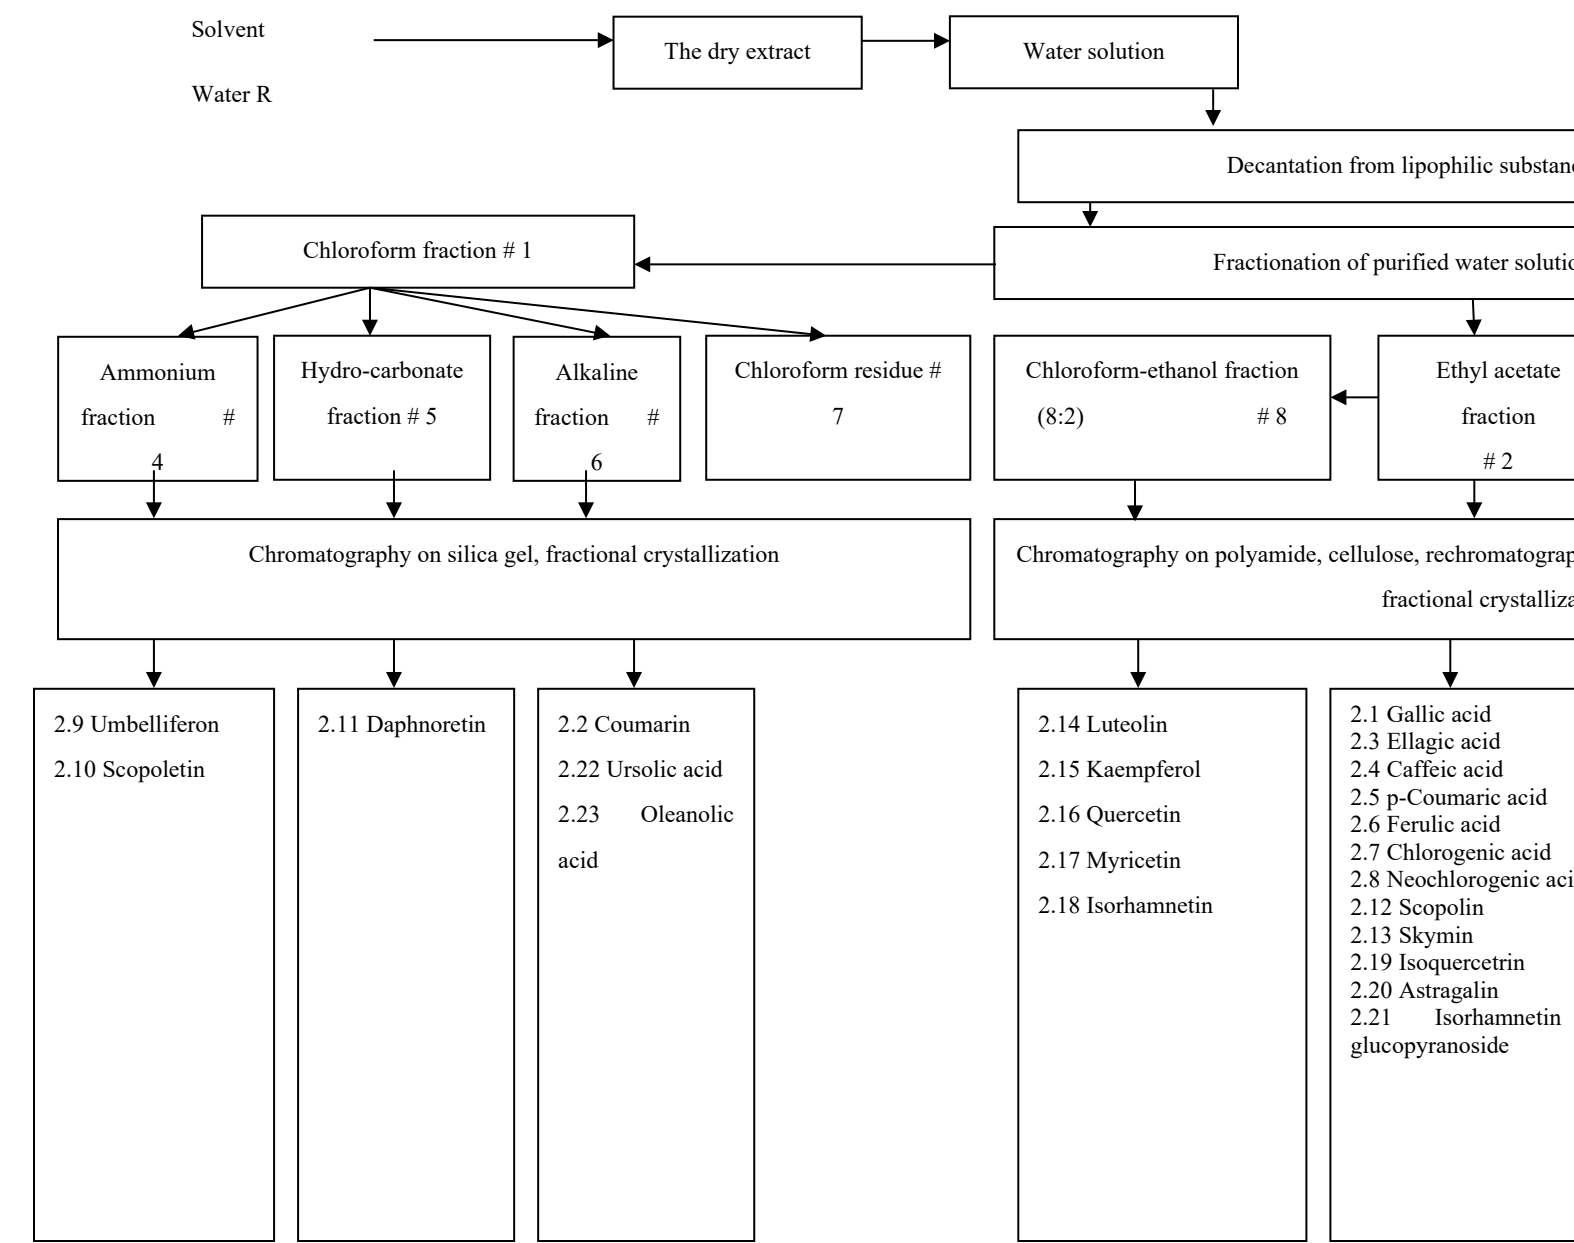 Solvent
Water R
The dry extract
Water solution
Decantation from lipophilic
Chloroform fraction # 1
Fractionation of purified water
Ammonium
fraction #
4
Hydro-carbonate
fraction # 5
Alkaline
fraction #
6
Chloroform residue #
7
Chloroform-ethanol fraction
(8:2) # 8
Ethyl acetate
fraction
# 2
Chromatography on silica gel, fractional crystallization
Chromatography on polyamide, cellulose,
fractional
2.9 Umbelliferon
2.10 Scopoletin
2.11 Daphnoretin
2.2 Coumarin
2.22 Ursolic acid
2.23 Oleanolic
acid
2.14 Luteolin
2.15 Kaempferol
2.16 Quercetin
2.17 Myricetin
2.18 Isorhamnetin
2.1 Gallic acid
2.3 Ellagic acid
2.4 Caffeic acid
2.5 p-Coumaric acid
2.6 Ferulic acid
2.7 Chlorogenic acid
2.8 Neochlorogenic
2.12 Scopolin
2.13 Skymin
2.19 Isoquercetrin
2.20 Astragalin
2.21 Isorhamnetin
glucopyranoside